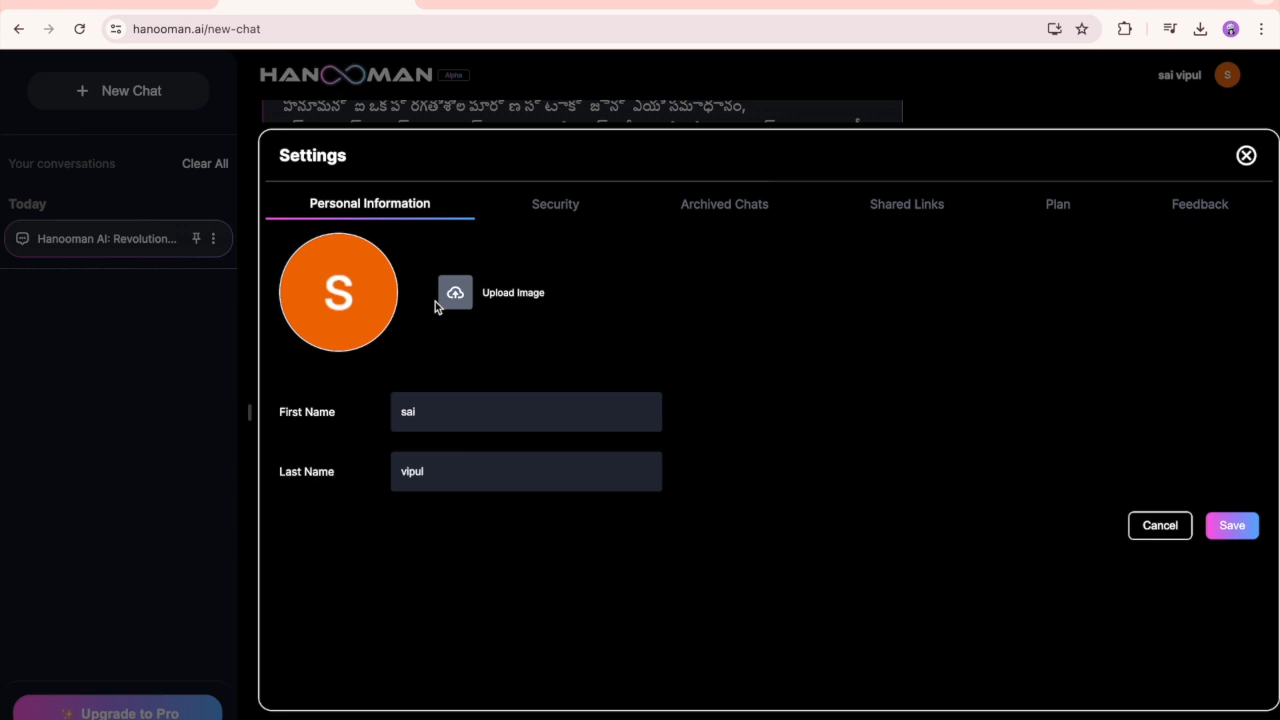 hanooman.ai/new-chat
New Chat
HANOOMAN Alpha
sai vipul S
Your conversations Clear All
Today
Hanooman AI: Revolution...
Settings
Personal Information Security Archived Chats Shared Links Plan Feedback
S
Upload Image
First Name sai
Last Name vipul
Cancel Save
Upgrade to Pro